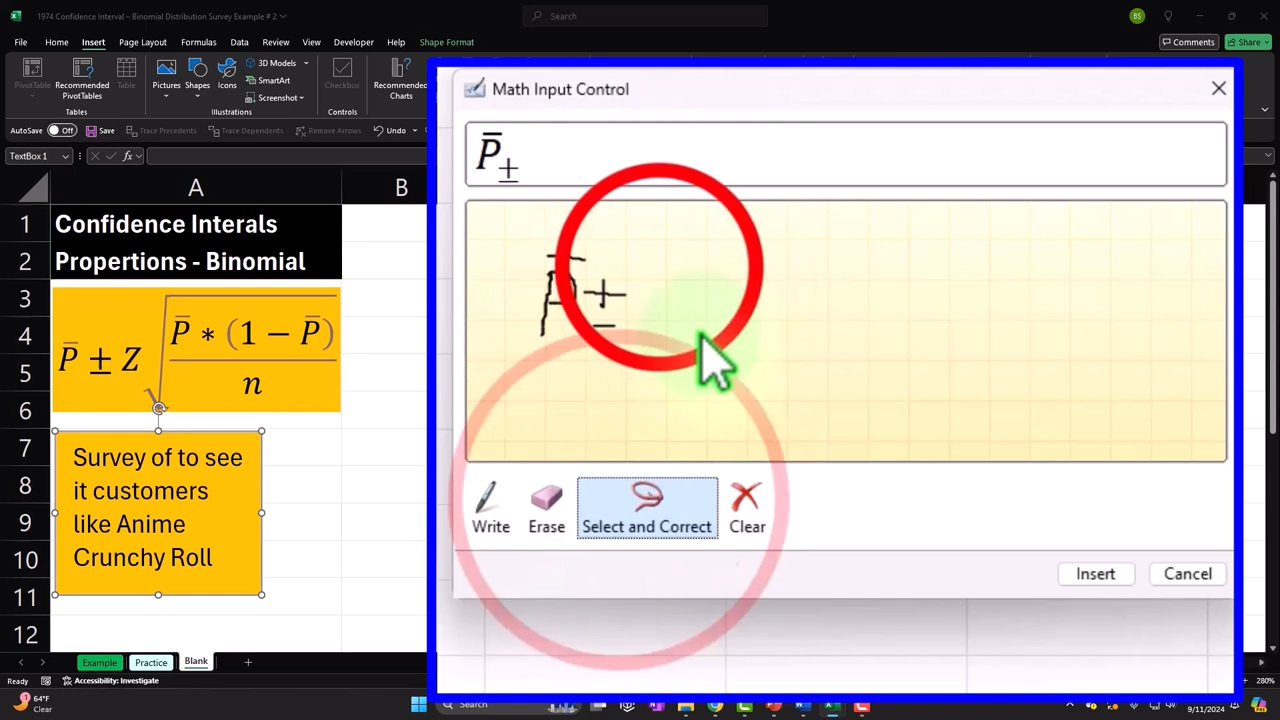 1974 Confidence Interval – Binomial Distribution Survey Example # 2
Search
BS
File Home Insert Page Layout Formulas Data Review View Developer Help Shape Format
Comments Share
PivotTable Recommended PivotTables Table
Pictures Shapes Icons 3D Models SmartArt Screenshot
Checkbox Recommended Charts
Tables Illustrations Controls
AutoSave Off Save Trace Precedents Trace Dependents Remove Arrows Undo
TextBox 1 fx
A B
1 Confidence Interals
2 Propertions - Binomial
3
4
5
6
P̄ ± Z √(P̄ * (1 − P̄) / n)
7
8
9
10
11
12
Survey of to see
it customers
like Anime
Crunchy Roll
Math Input Control
P̄±
P̄ ±
Write Erase Select and Correct Clear
Insert Cancel
Example Practice Blank +
Ready Accessibility: Investigate
280%
64°F
Clear
Search
9/11/2024